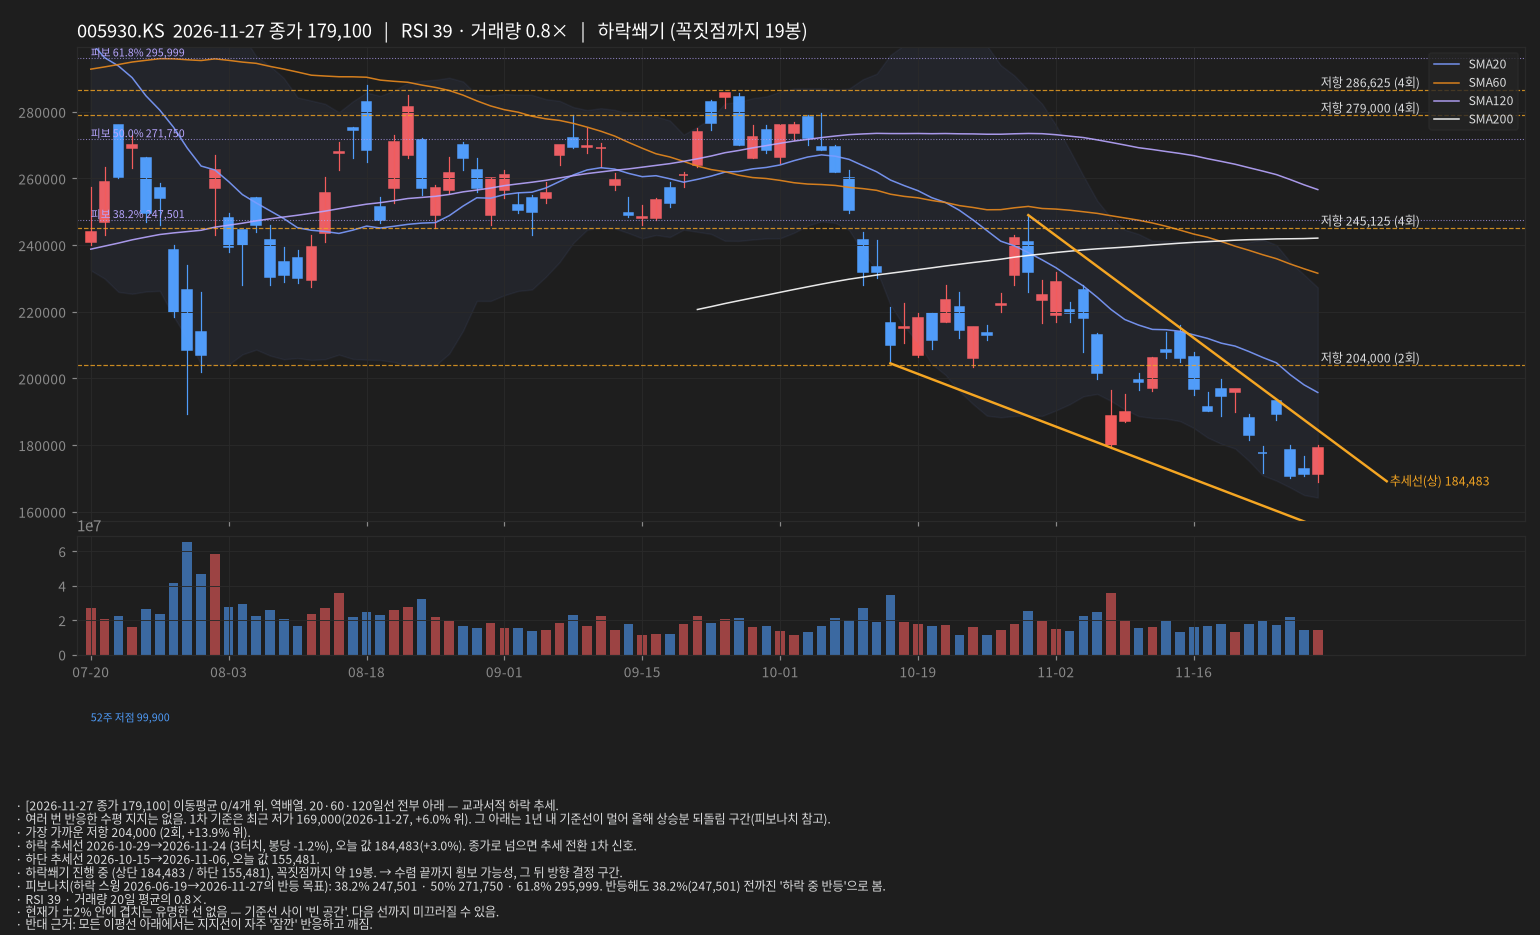 005930.KS 2026-11-27 종가 179,100 | RSI 39 · 거래량 0.8× | 하락쐐기 (꼭짓점까지 19봉)
피보 61.8% 295,999
SMA20
SMA60
SMA120
SMA200
저항 286,625 (4회)
280000
저항 279,000 (4회)
피보 50.0% 271,750
260000
피보 38.2% 247,501
저항 245,125 (4회)
240000
220000
저항 204,000 (2회)
200000
180000
추세선(상) 184,483
160000
1e7
6
4
2
0
07-20 08-03 08-18 09-01 09-15 10-01 10-19 11-02 11-16
52주 저점 99,900
· [2026-11-27 종가 179,100] 이동평균 0/4개 위. 역배열. 20·60·120일선 전부 아래 — 교과서적 하락 추세.
· 여러 번 반응한 수평 지지는 없음. 1차 기준은 최근 저가 169,000(2026-11-27, +6.0% 위). 그 아래는 1년 내 기준선이 멀어 올해 상승분 되돌림 구간(피보나치 참고).
· 가장 가까운 저항 204,000 (2회, +13.9% 위).
· 하락 추세선 2026-10-29→2026-11-24 (3터치, 봉당 -1.2%), 오늘 값 184,483(+3.0%). 종가로 넘으면 추세 전환 1차 신호.
· 하단 추세선 2026-10-15→2026-11-06, 오늘 값 155,481.
· 하락쐐기 진행 중 (상단 184,483 / 하단 155,481), 꼭짓점까지 약 19봉. → 수렴 끝까지 횡보 가능성, 그 뒤 방향 결정 구간.
· 피보나치(하락 스윙 2026-06-19→2026-11-27의 반등 목표): 38.2% 247,501 · 50% 271,750 · 61.8% 295,999. 반등해도 38.2%(247,501) 전까진 '하락 중 반등'으로 봄.
· RSI 39 · 거래량 20일 평균의 0.8×.
· 현재가 ±2% 안에 겹치는 유명한 선 없음 — 기준선 사이 '빈 공간'. 다음 선까지 미끄러질 수 있음.
· 반대 근거: 모든 이평선 아래에서는 지지선이 자주 '잠깐' 반응하고 깨짐.